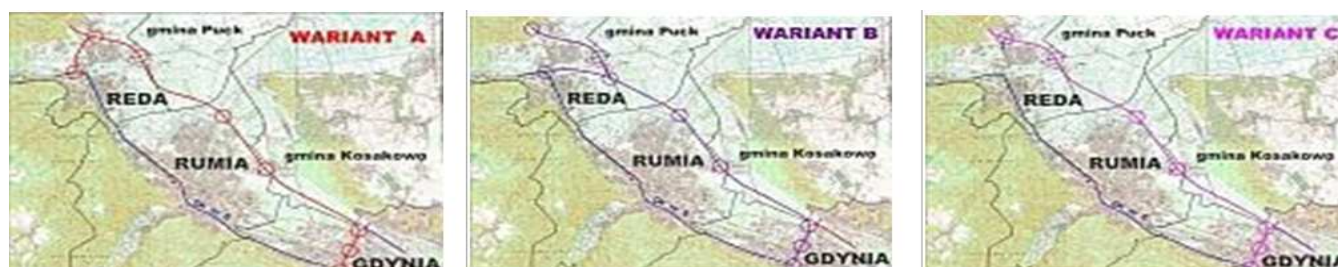 gmina Puck
WARIANT A
REDA
RUMIA
gmina Kosakowo
GDYNIA
gmina Puck
WARIANT B
REDA
RUMIA
gmina Kosakowo
GDYNIA
gmina Puck
WARIANT C
REDA
RUMIA
gmina Kosakowo
GDYNIA